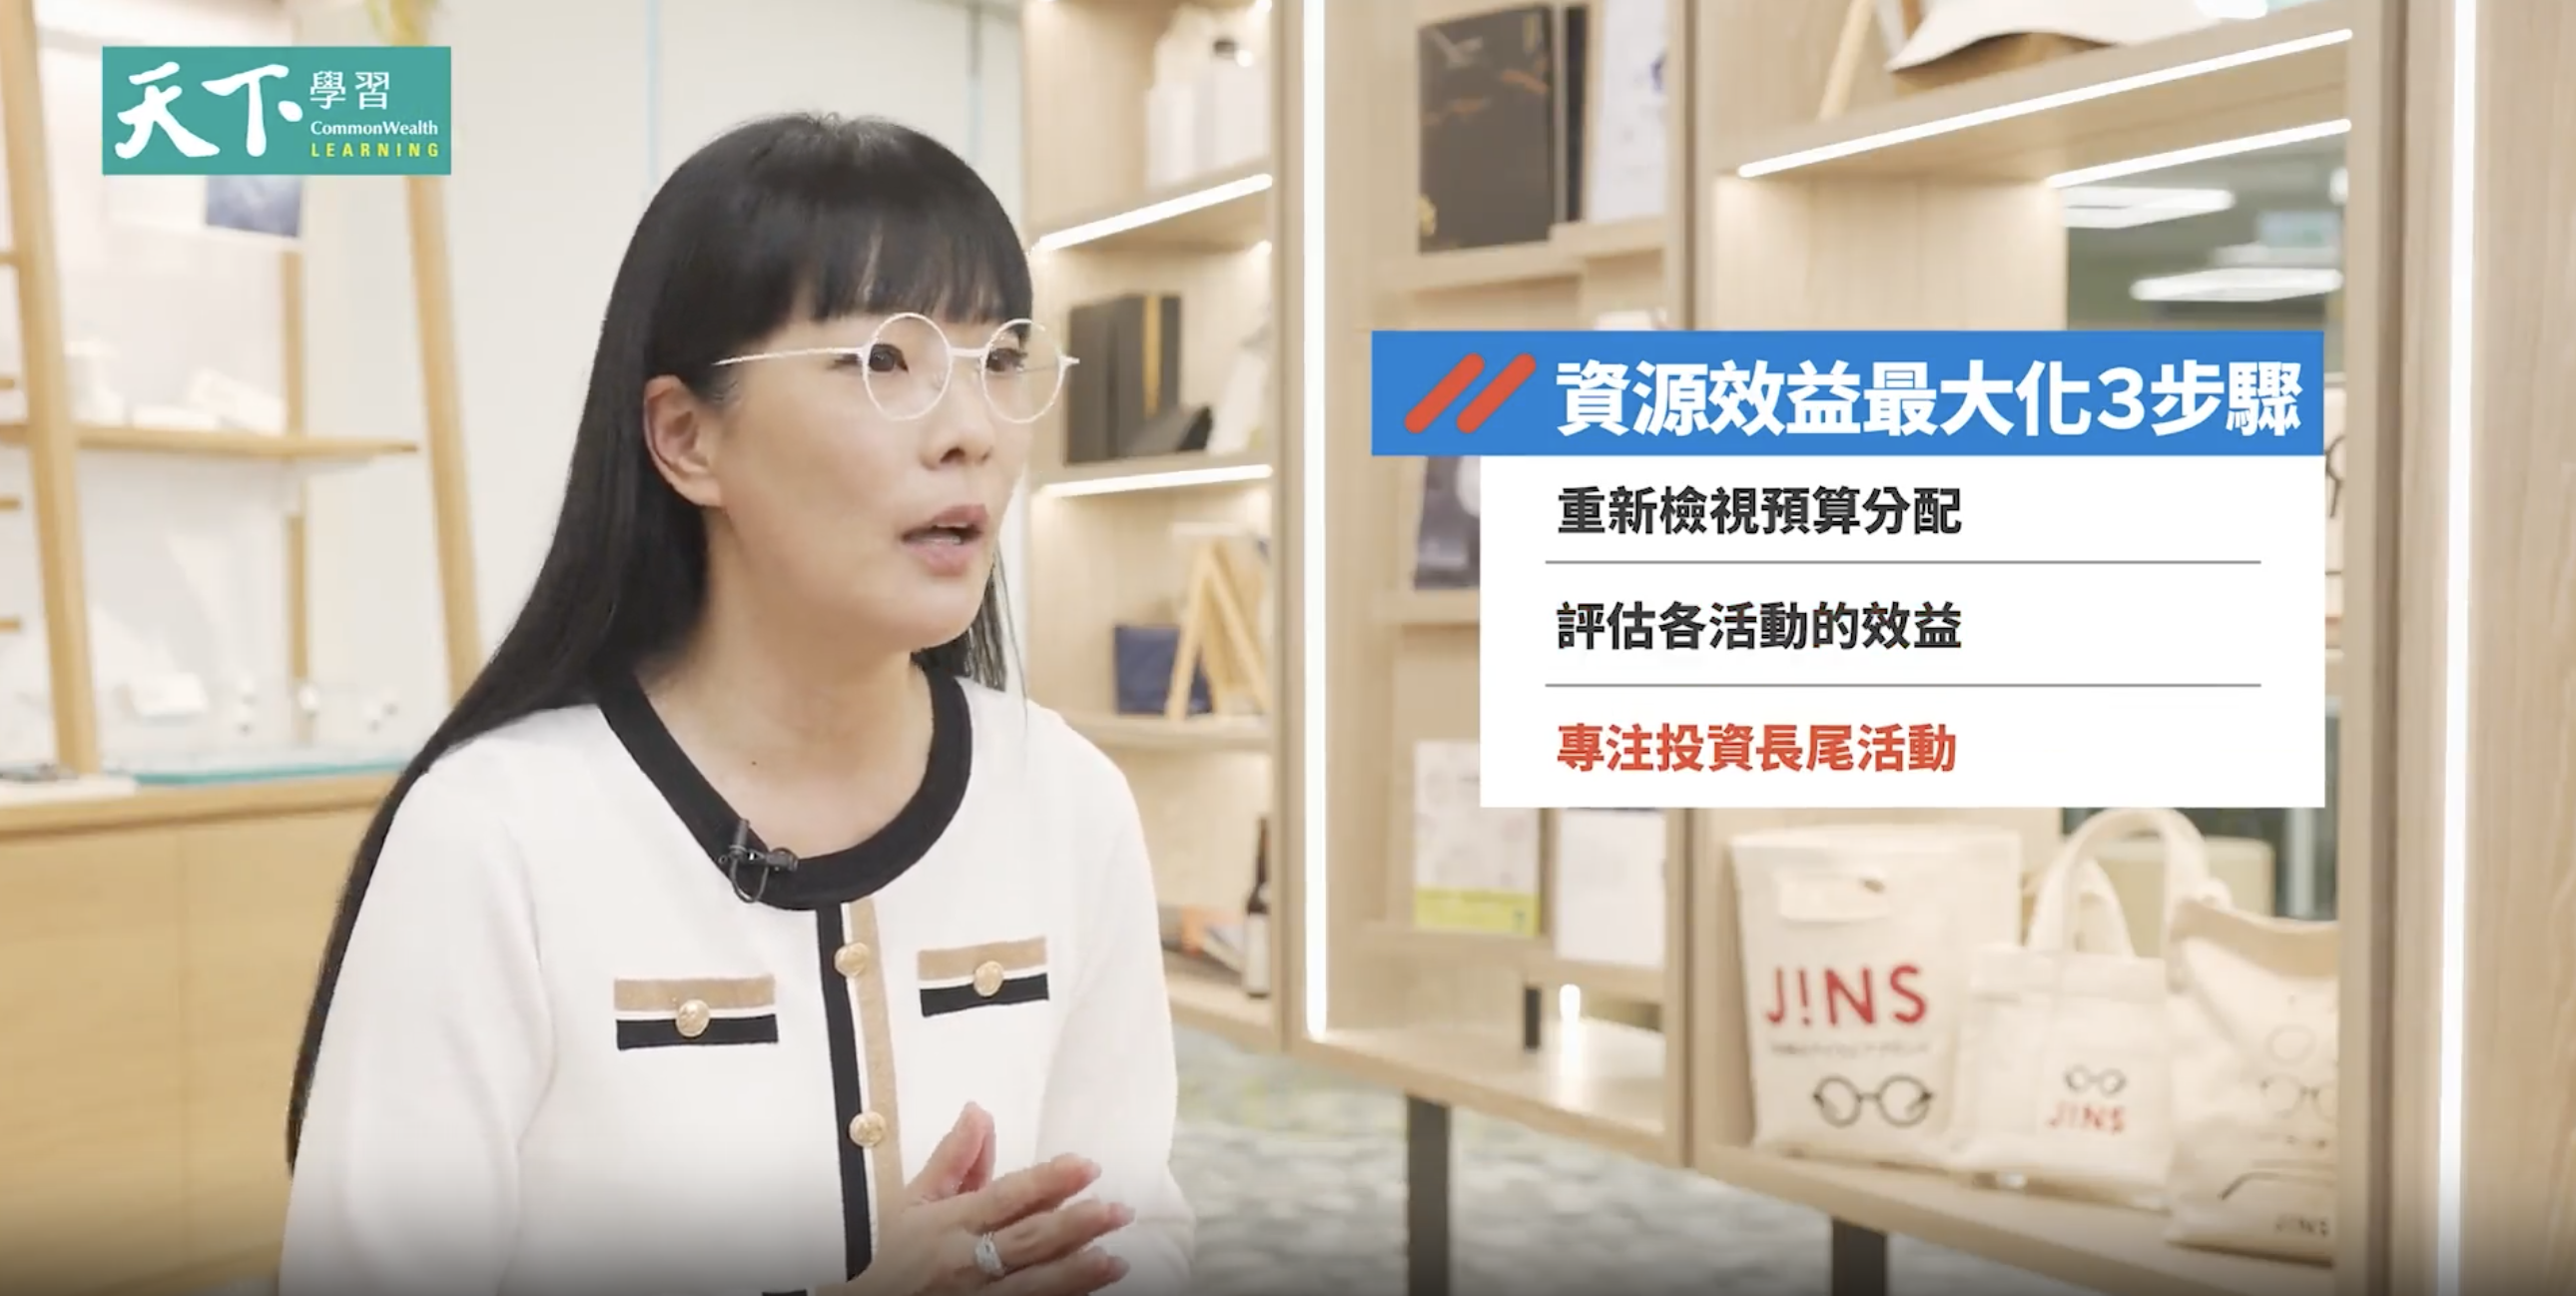 天下學習
CommonWealth
LEARNING
資源效益最大化3步驟
重新檢視預算分配
評估各活動的效益
專注投資長尾活動
J!NS
J!NS
J!NS